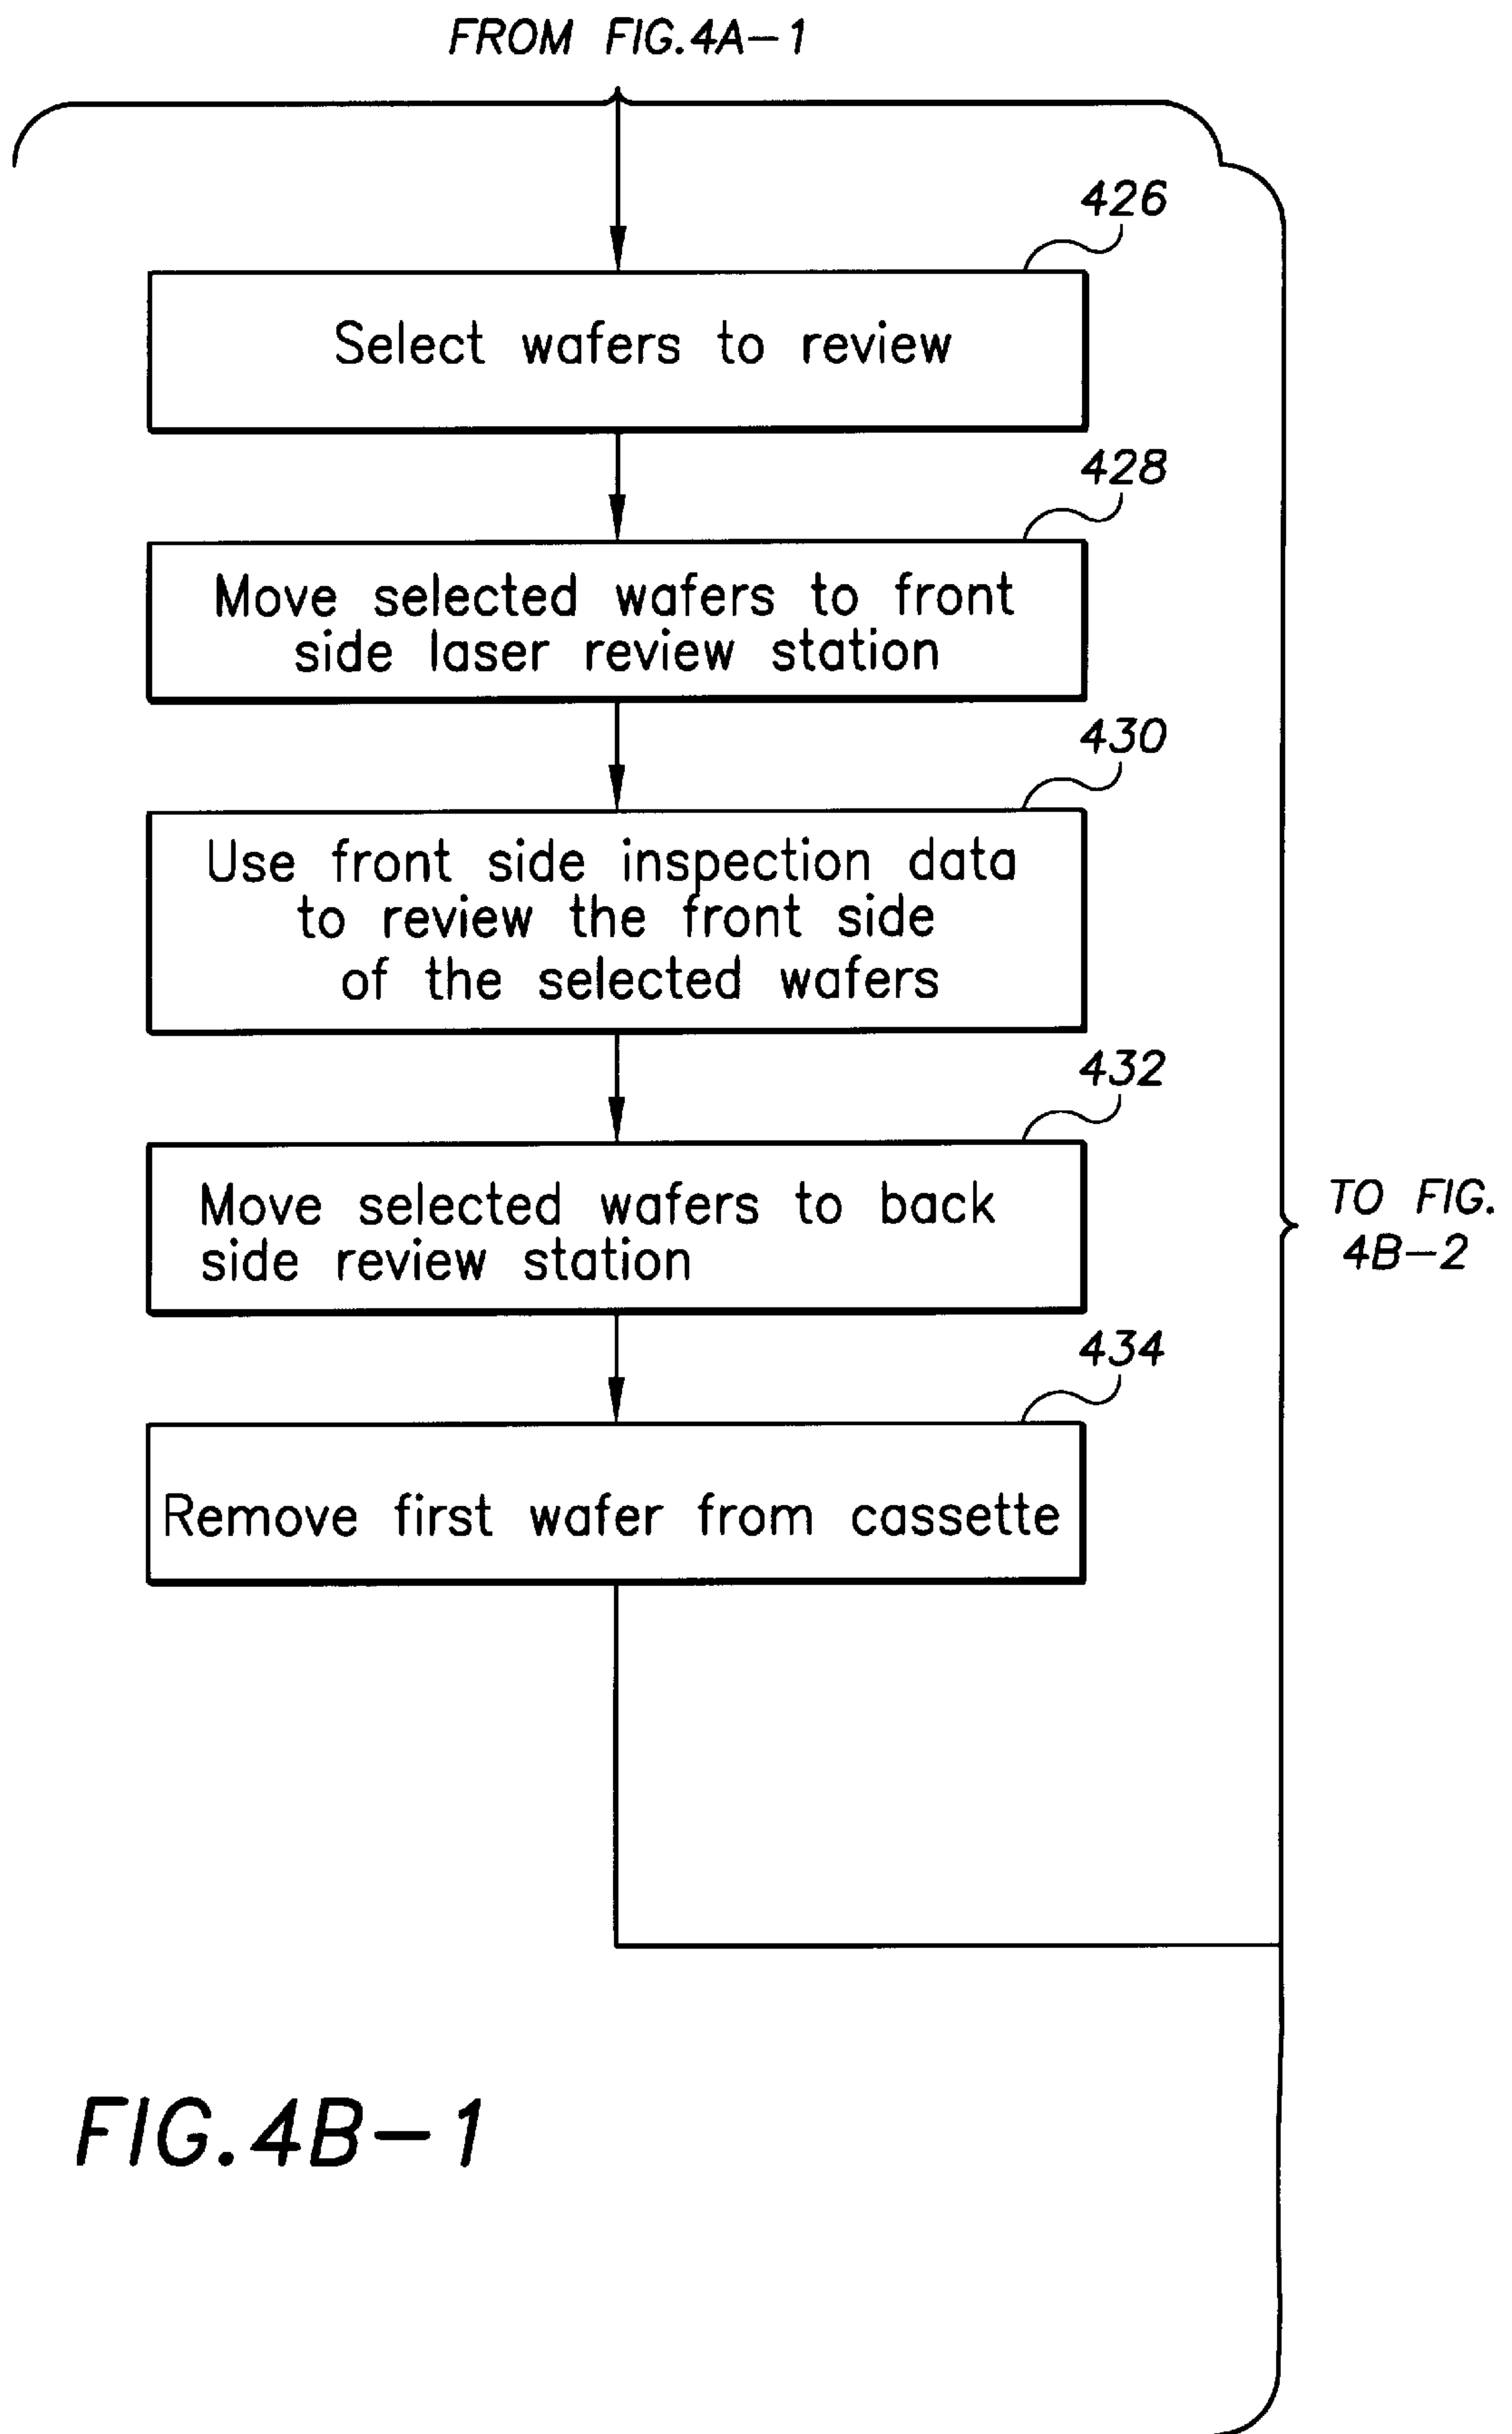 FROM FIG.4A-1
426
Select wafers to review
428
Move selected wafers to front
side laser review station
430
Use front side inspection data
to review the front side
of the selected wafers
432
Move selected wafers to back
side review station
TO FIG.
4B-2
434
Remove first wafer from cassette
FIG.4B-1